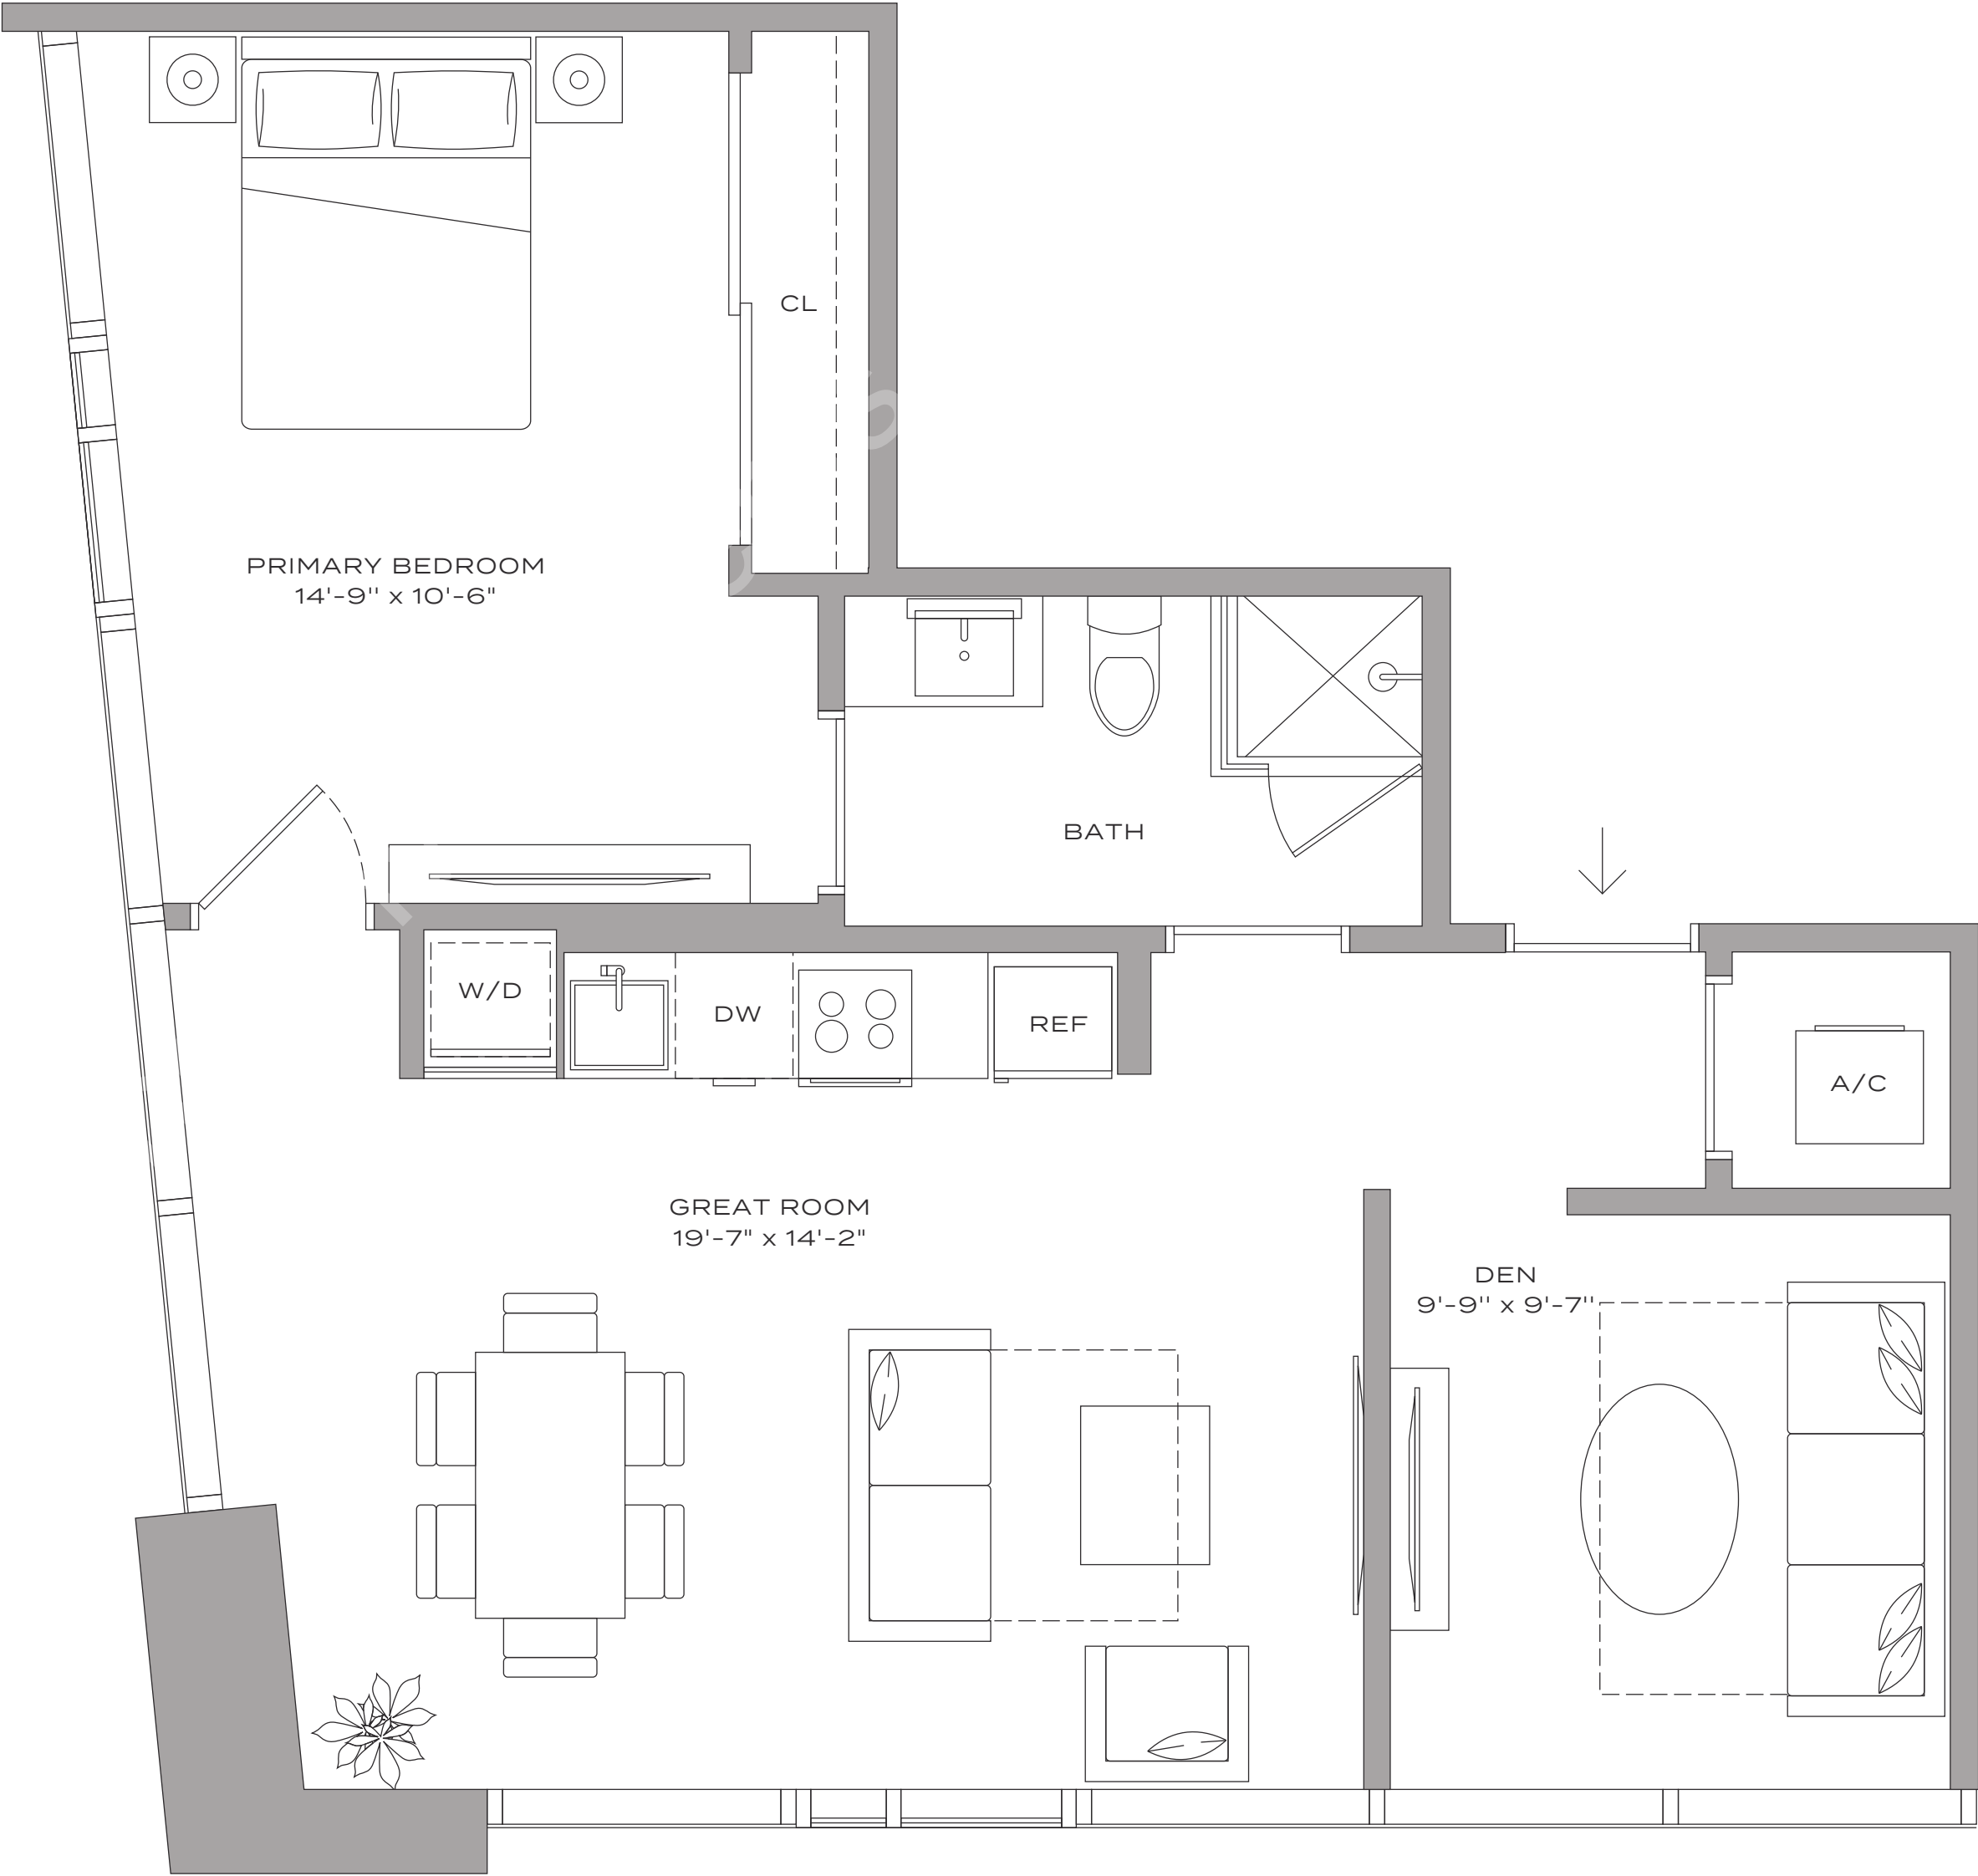 CL
PRIMARY BEDROOM
14'-9'' x 10'-6"
BATH
W/D
DW
REF
A/C
GREAT ROOM
19'-7" x 14'-2"
DEN
9'-9'' x 9'-7''